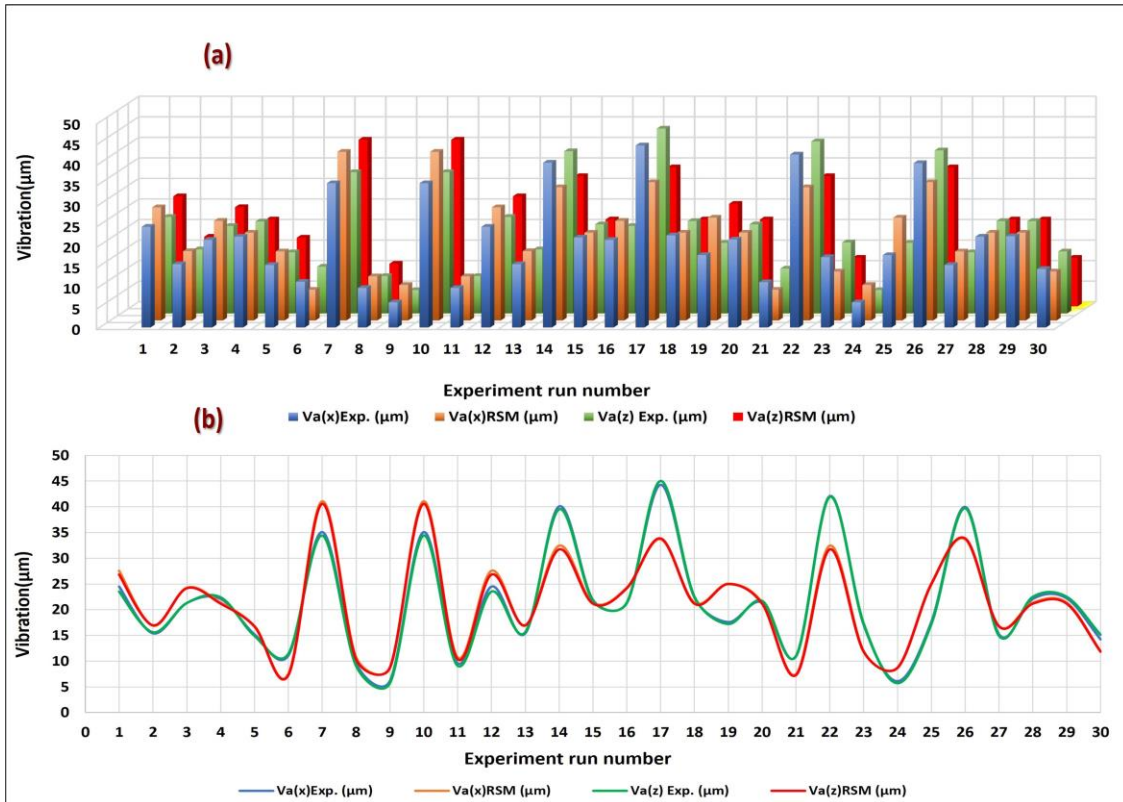 (a)
Vibration(µm)
50
45
40
35
30
25
20
15
10
5
0
1 2 3 4 5 6 7 8 9 10 11 12 13 14 15 16 17 18 19 20 21 22 23 24 25 26 27 28 29 30
Experiment run number
Va(x)Exp. (µm) Va(x)RSM (µm) Va(z) Exp. (µm) Va(z)RSM (µm)
(b)
Vibration(µm)
50
45
40
35
30
25
20
15
10
5
0
0 1 2 3 4 5 6 7 8 9 10 11 12 13 14 15 16 17 18 19 20 21 22 23 24 25 26 27 28 29 30
Experiment run number
Va(x)Exp. (µm) Va(x)RSM (µm) Va(z) Exp. (µm) Va(z)RSM (µm)